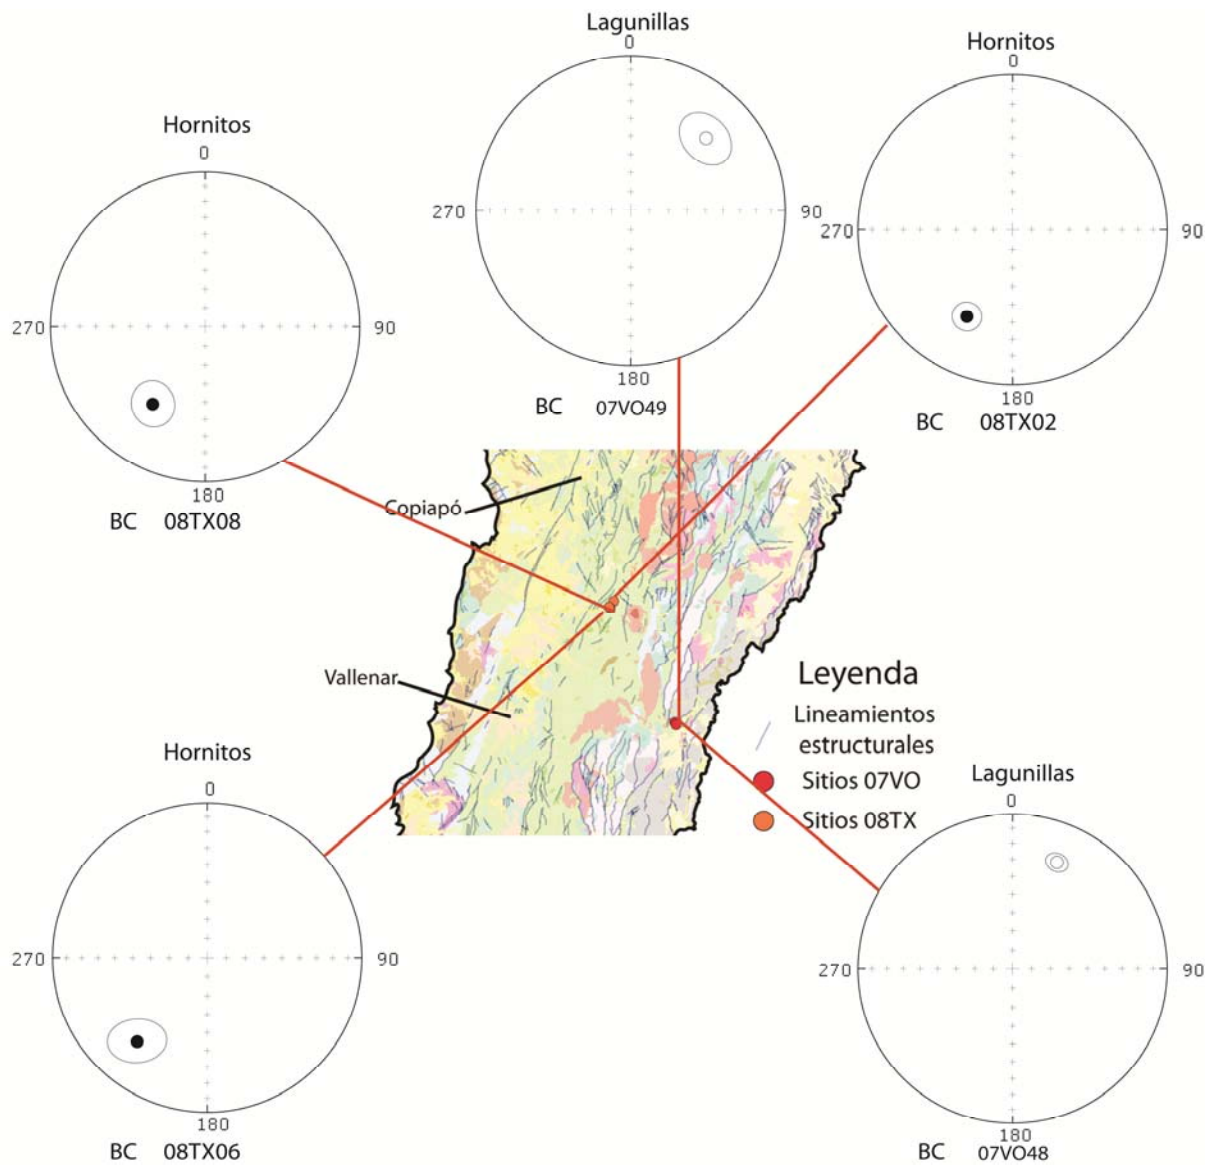 Lagunillas
0
270
90
180
BC 07VO49
Hornitos
0
270
90
180
BC 08TX02
Hornitos
0
270
90
180
BC 08TX08
Copiapó
Vallenar
Leyenda
Lineamientos
estructurales
Sitios 07VO
Sitios 08TX
Hornitos
0
270
90
180
BC 08TX06
Lagunillas
0
270
90
180
BC 07VO48